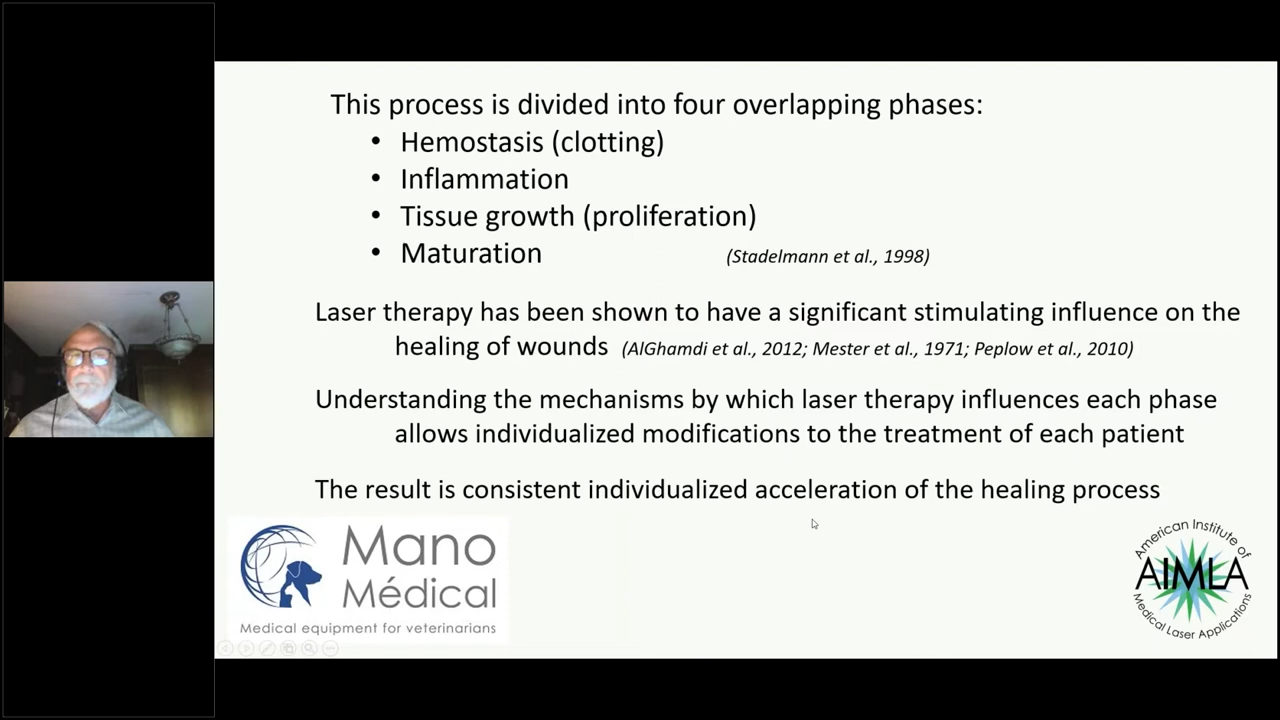 This process is divided into four overlapping phases:
• Hemostasis (clotting)
• Inflammation
• Tissue growth (proliferation)
• Maturation (Stadelmann et al., 1998)
Laser therapy has been shown to have a significant stimulating influence on the
healing of wounds (AlGhamdi et al., 2012; Mester et al., 1971; Peplow et al., 2010)
Understanding the mechanisms by which laser therapy influences each phase
allows individualized modifications to the treatment of each patient
The result is consistent individualized acceleration of the healing process
Mano
Médical
Medical equipment for veterinarians
American Institute of
AIMLA
Medical Laser Applications